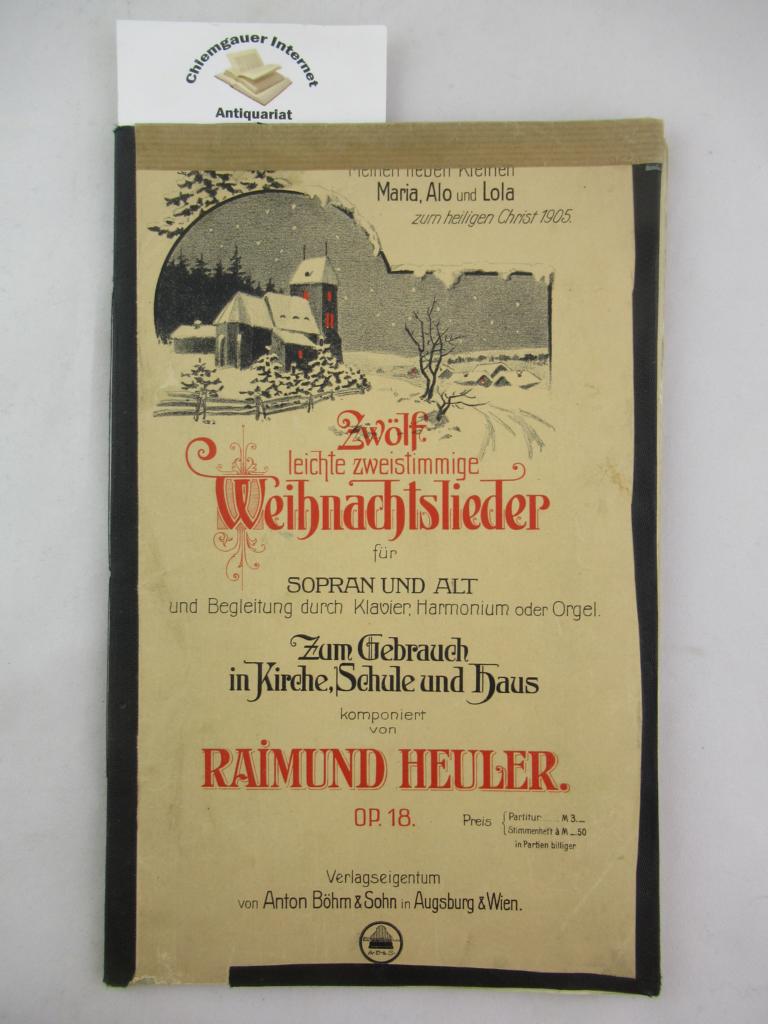 Chiemgauer Internet
Antiquariat
Meinen lieben Kleinen
Maria, Alo und Lola
zum heiligen Christ 1905.
Zwölf
leichte zweistimmige
Weihnachtslieder
für
SOPRAN UND ALT
und Begleitung durch Klavier, Harmonium oder Orgel.
Zum Gebrauch
in Kirche, Schule und Haus
komponiert
von
RAIMUND HEULER.
OP. 18.
Preis
Partitur ...... M 3._
Stimmenheft à M _.50
in Partien billiger
Verlagseigentum
von Anton Böhm & Sohn in Augsburg & Wien.